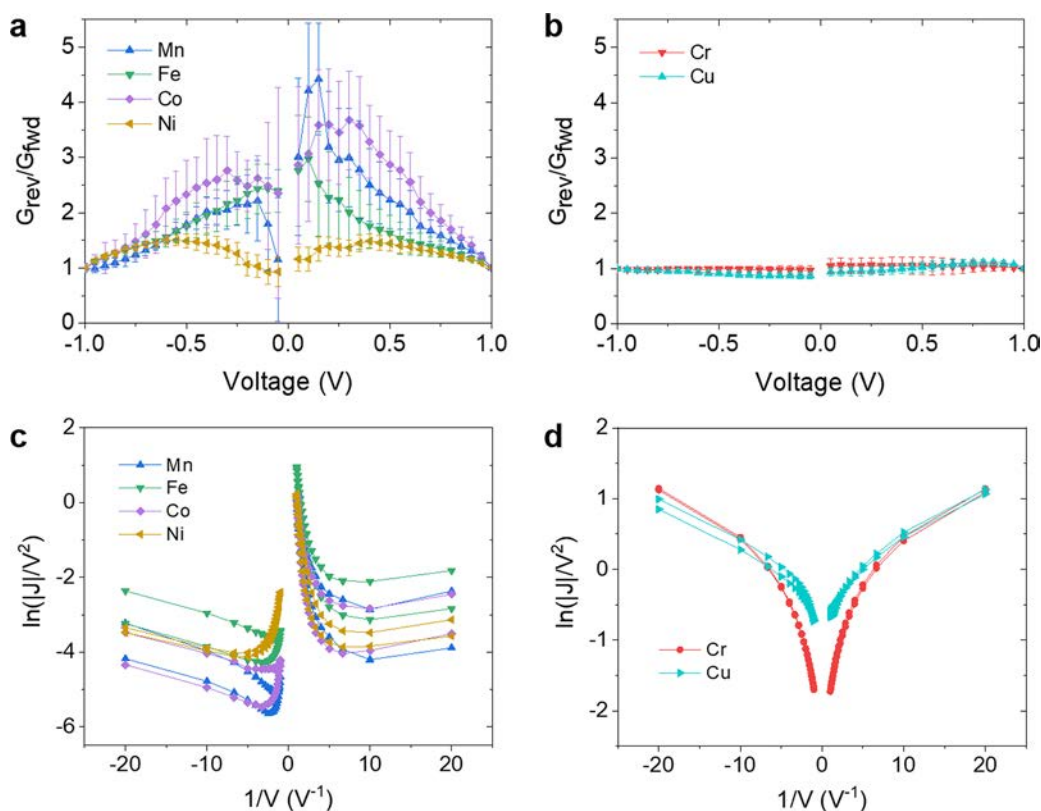 a
Mn
Fe
Co
Ni
G_rev/G_fwd
5
4
3
2
1
0
-1.0
-0.5
0.0
0.5
1.0
Voltage (V)
b
Cr
Cu
G_rev/G_fwd
5
4
3
2
1
0
-1.0
-0.5
0.0
0.5
1.0
Voltage (V)
c
Mn
Fe
Co
Ni
ln(|J|/V²)
2
0
-2
-4
-6
-20
-10
0
10
20
1/V (V⁻¹)
d
Cr
Cu
ln(|J|/V²)
2
1
0
-1
-2
-20
-10
0
10
20
1/V (V⁻¹)